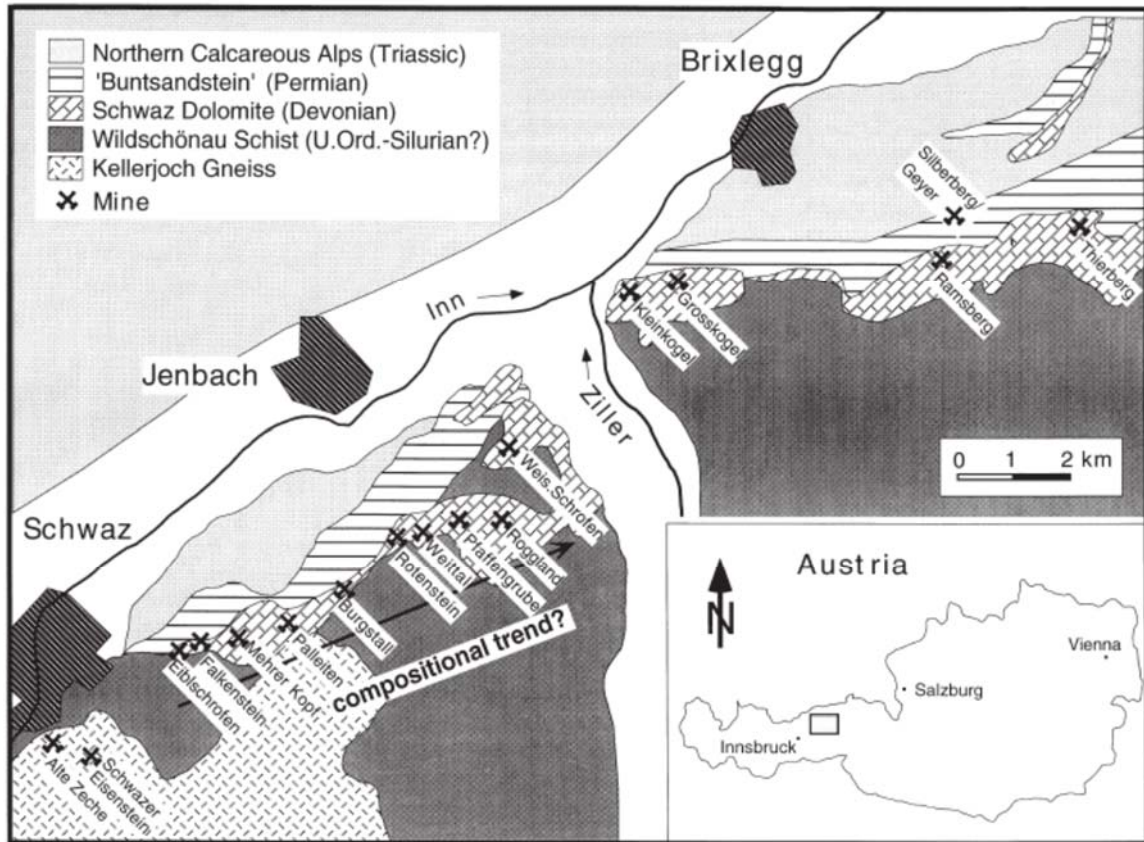 Northern Calcareous Alps (Triassic)
'Buntsandstein' (Permian)
Schwaz Dolomite (Devonian)
Wildschönau Schist (U.Ord.-Silurian?)
Kellerjoch Gneiss
Mine
Brixlegg
Silberberg/
Geyer
Thierberg
Ramsberg
Grosskogel
Kleinkogel
Inn
Jenbach
Ziller
0 1 2 km
Weis.Schrofen
Schwaz
Roggland
Pfaffengrube
Weittal
Rotenstein
Burgstall
Palleiten
Mehrer Kopf
Falkenstein
Eiblschrofen
compositional trend?
Schwazer
Eisenstein
Alte Zeche
N
Austria
Vienna
Salzburg
Innsbruck